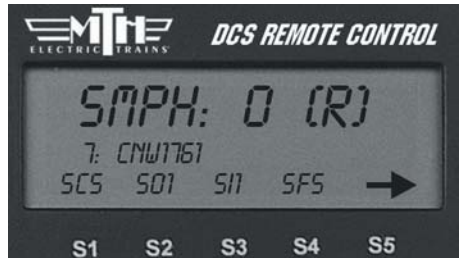 MTH DCS REMOTE CONTROL
ELECTRIC TRAINS
SMPH: 0 (R)
7: CNW1761
SCS SO1 SI1 SFS
S1 S2 S3 S4 S5